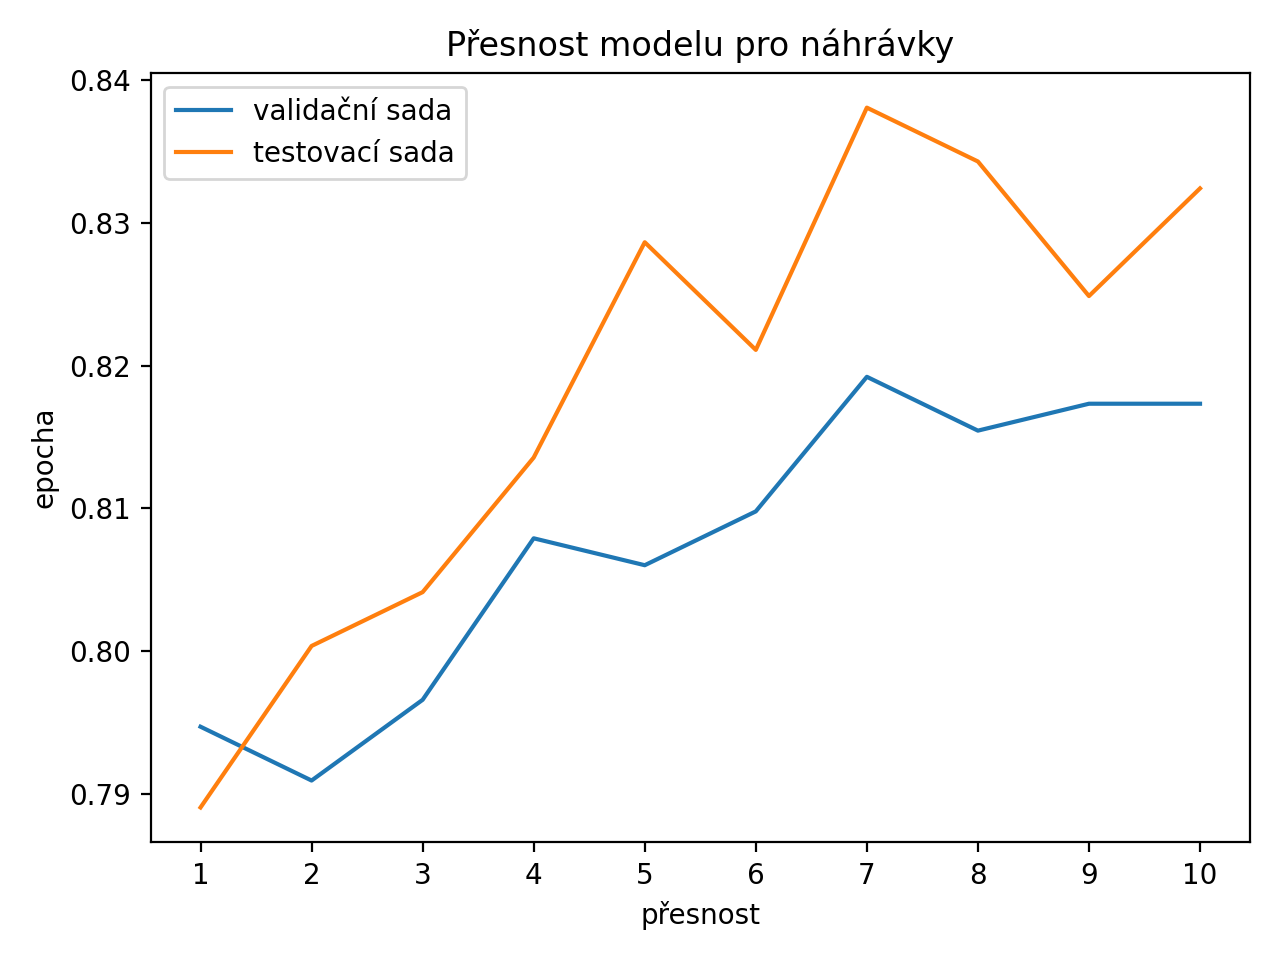 Přesnost modelu pro náhrávky
validační sada
testovací sada
0.84
0.83
0.82
0.81
0.80
0.79
epocha
1 2 3 4 5 6 7 8 9 10
přesnost